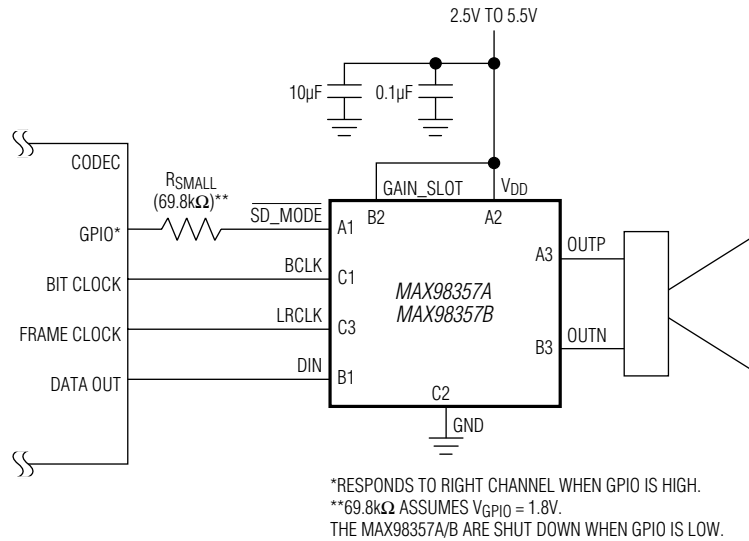 2.5V TO 5.5V
10µF
0.1µF
CODEC
RSMALL
(69.8kΩ)**
SD_MODE
GAIN_SLOT
VDD
GPIO*
A1
B2
A2
BIT CLOCK
BCLK
C1
MAX98357A
MAX98357B
A3
OUTP
FRAME CLOCK
LRCLK
C3
DATA OUT
DIN
B1
B3
OUTN
C2
GND
*RESPONDS TO RIGHT CHANNEL WHEN GPIO IS HIGH.
**69.8kΩ ASSUMES VGPIO = 1.8V.
THE MAX98357A/B ARE SHUT DOWN WHEN GPIO IS LOW.